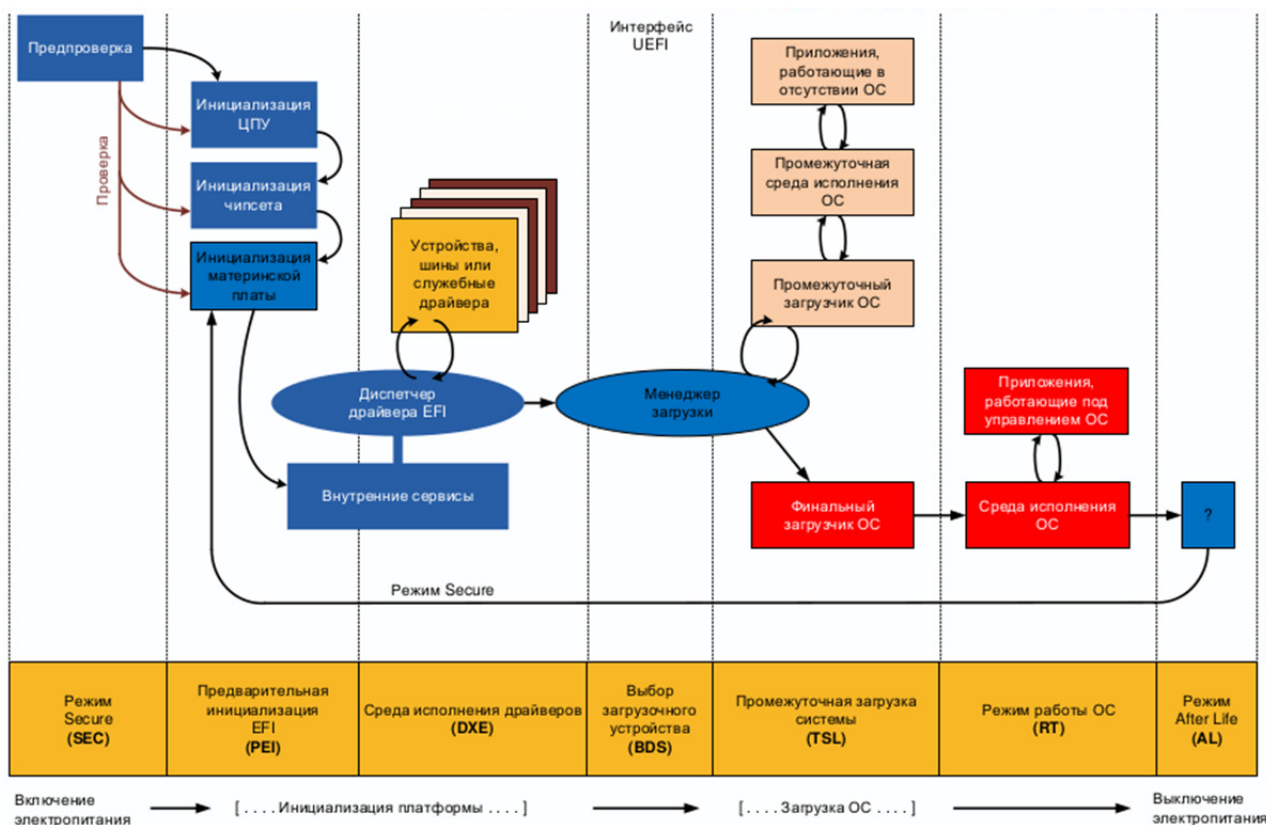 Интерфейс
UEFI
Предпроверка
Проверка
Инициализация
ЦПУ
Инициализация
чипсета
Инициализация
материнской
платы
Устройства,
шины или
служебные
драйвера
Диспетчер
драйвера EFI
Внутренние сервисы
Менеджер
загрузки
Приложения,
работающие в
отсутствии ОС
Промежуточная
среда исполнения
ОС
Промежуточный
загрузчик ОС
Финальный
загрузчик ОС
Приложения,
работающие под
управлением ОС
Среда исполнения
ОС
?
Режим Secure
Режим
Secure
(SEC)
Предварительная
инициализация
EFI
(PEI)
Среда исполнения драйверов
(DXE)
Выбор
загрузочного
устройства
(BDS)
Промежуточная загрузка
системы
(TSL)
Режим работы ОС
(RT)
Режим
After Life
(AL)
Включение
электропитания
[ . . . . Инициализация платформы . . . . ]
[ . . . . Загрузка ОС . . . . ]
Выключение
электропитания